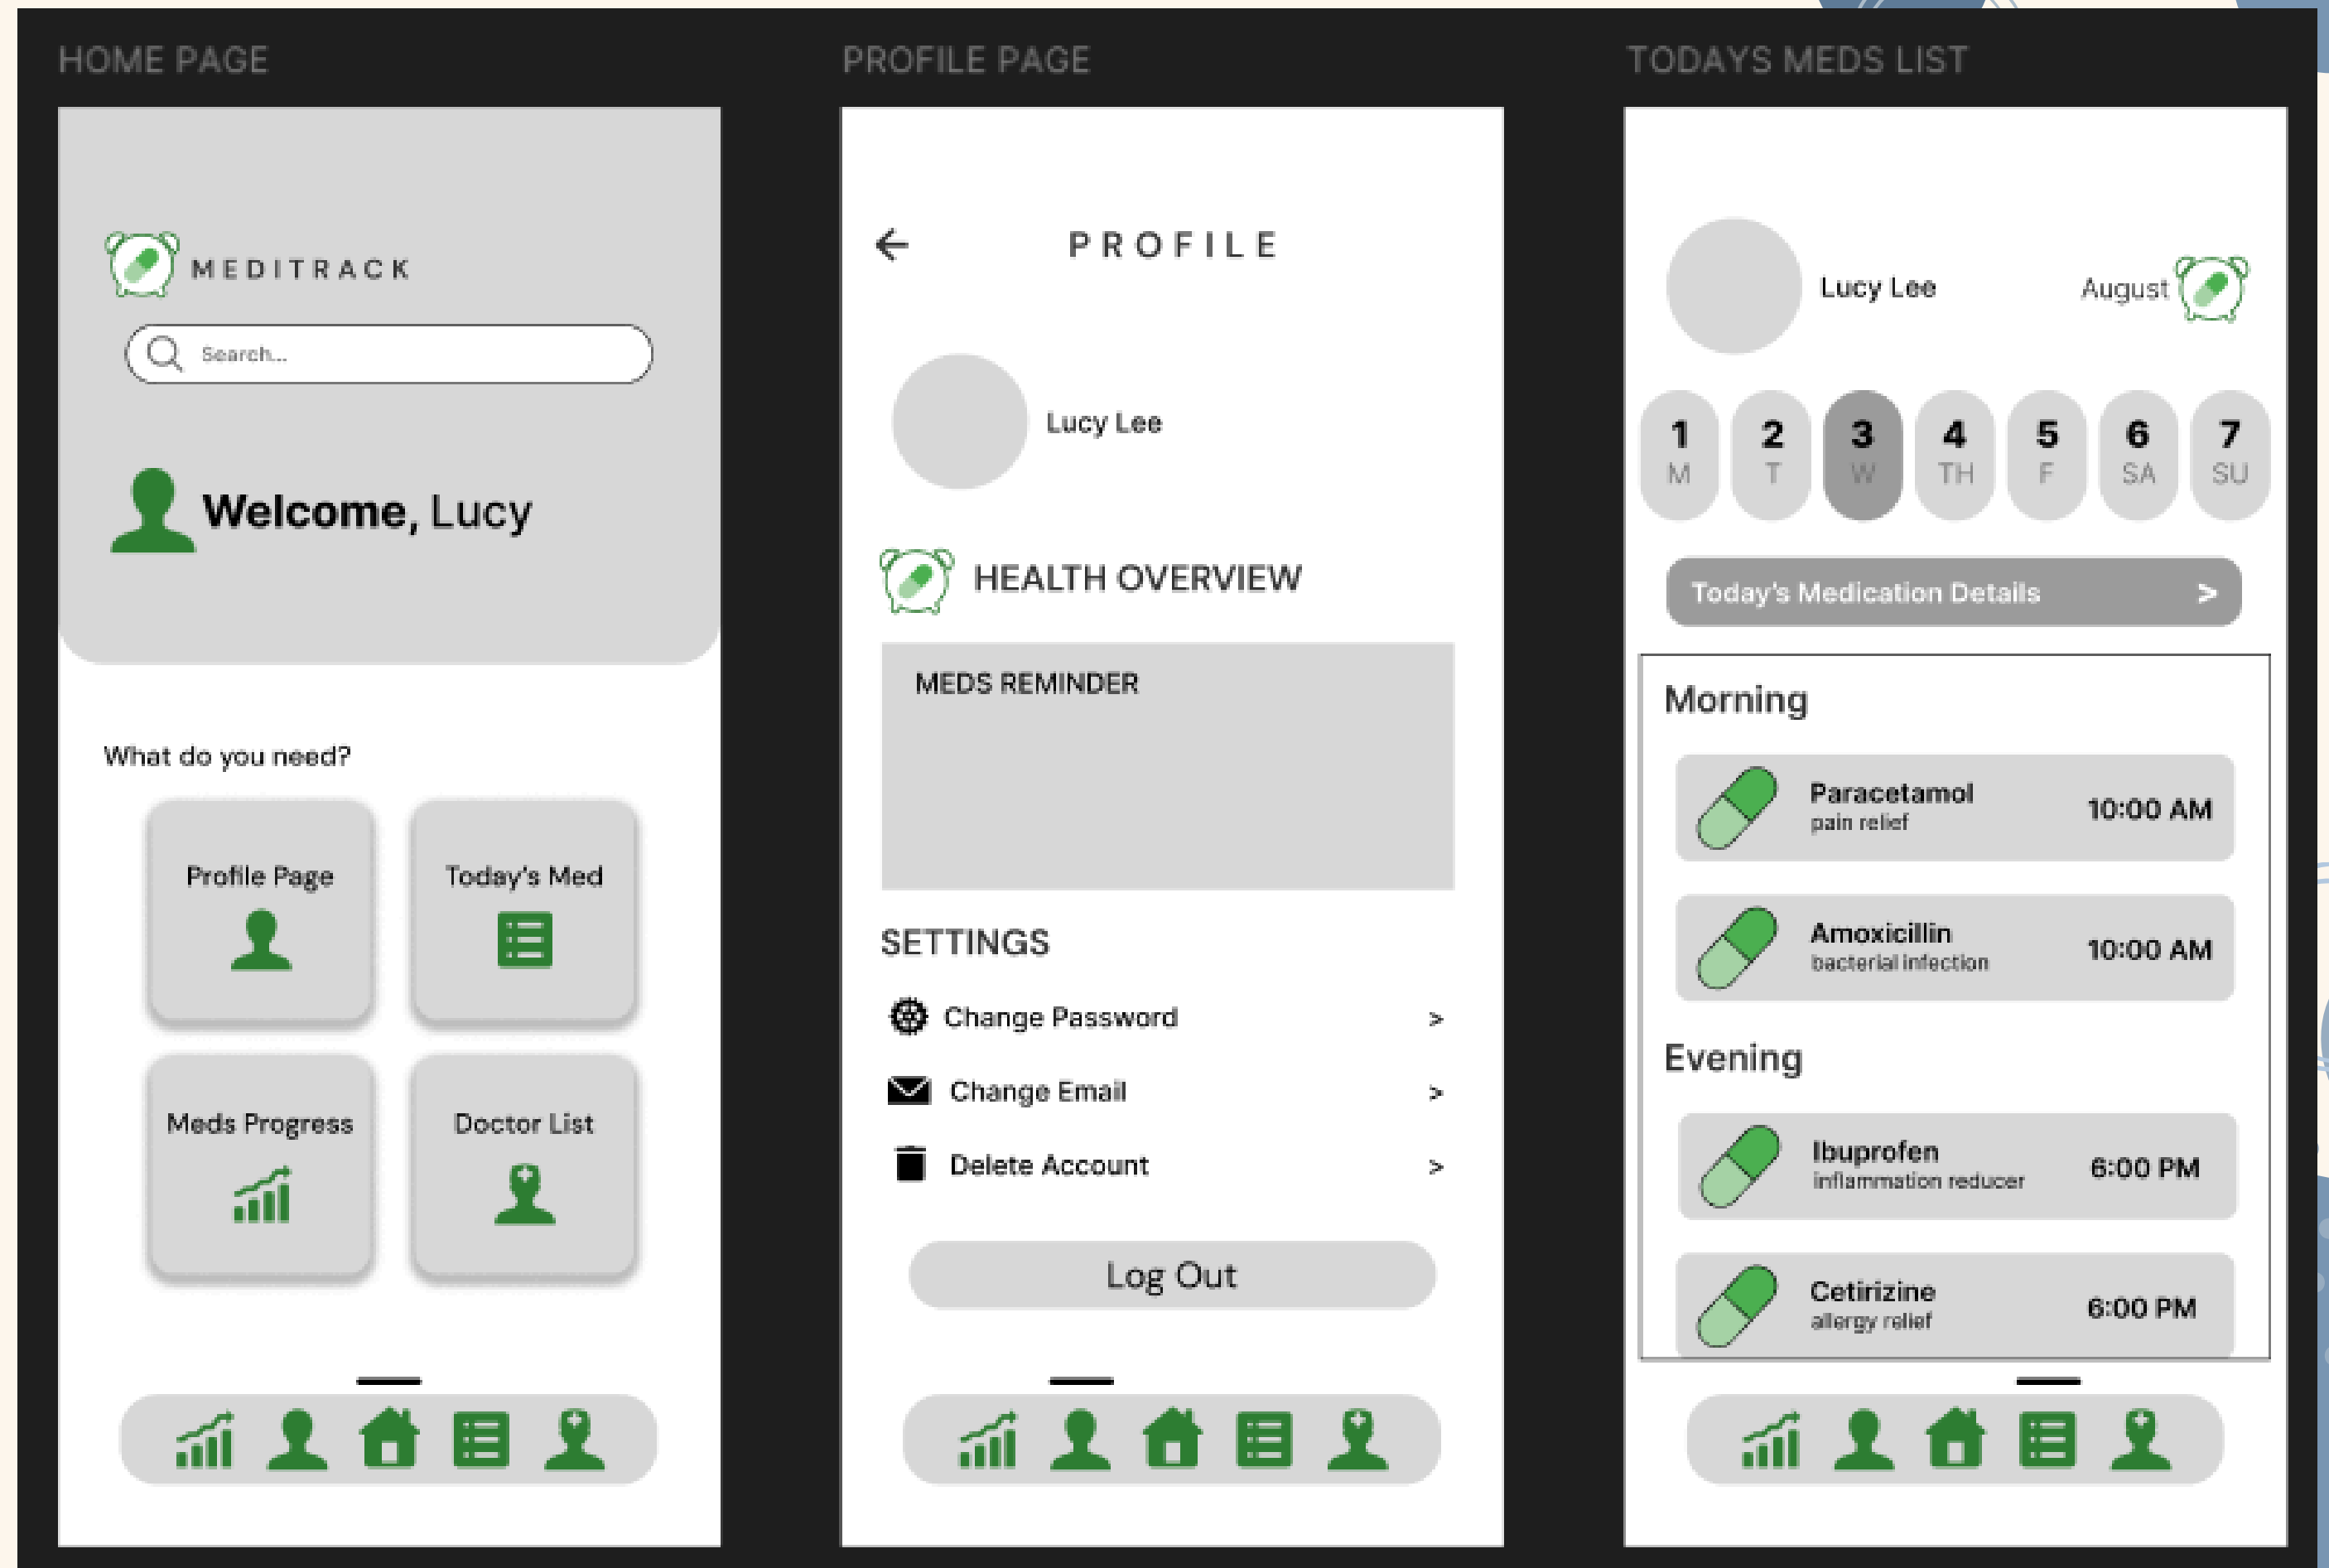 HOME PAGE
MEDITRACK
Search...
Welcome, Lucy
What do you need?
Profile Page
Today's Med
Meds Progress
Doctor List
PROFILE PAGE
PROFILE
Lucy Lee
HEALTH OVERVIEW
MEDS REMINDER
SETTINGS
Change Password >
Change Email >
Delete Account >
Log Out
TODAYS MEDS LIST
Lucy Lee August
1 2 3 4 5 6 7
M T W TH F SA SU
Today's Medication Details >
Morning
Paracetamol
pain relief
10:00 AM
Amoxicillin
bacterial infection
10:00 AM
Evening
Ibuprofen
inflammation reducer
6:00 PM
Cetirizine
allergy relief
6:00 PM